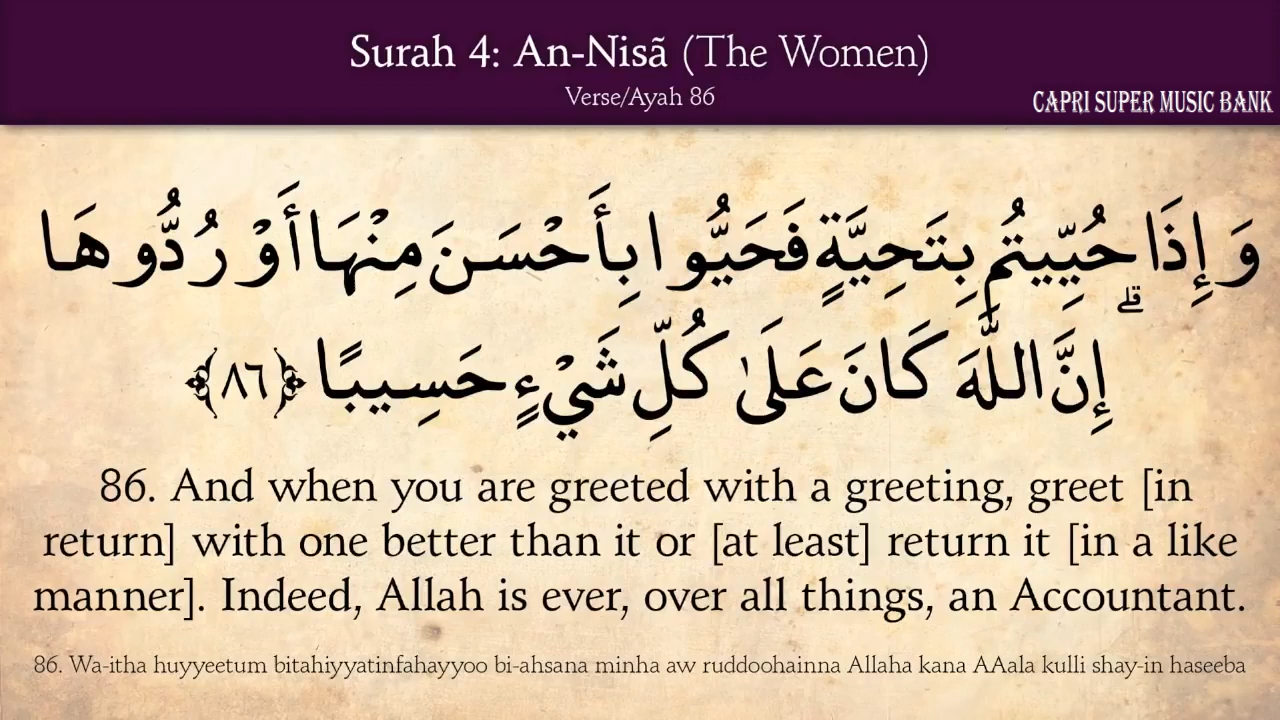 Surah 4: An-Nisã (The Women)
Verse/Ayah 86
CAPRI SUPER MUSIC BANK
وَإِذَا حُيِّيتُم بِتَحِيَّةٍ فَحَيُّوا بِأَحْسَنَ مِنْهَا أَوْ رُدُّوهَا ۗ
إِنَّ اللَّهَ كَانَ عَلَىٰ كُلِّ شَيْءٍ حَسِيبًا ﴿٨٦﴾
86. And when you are greeted with a greeting, greet [in
return] with one better than it or [at least] return it [in a like
manner]. Indeed, Allah is ever, over all things, an Accountant.
86. Wa-itha huyyeetum bitahiyyatinfahayyoo bi-ahsana minha aw ruddoohainna Allaha kana AAala kulli shay-in haseeba